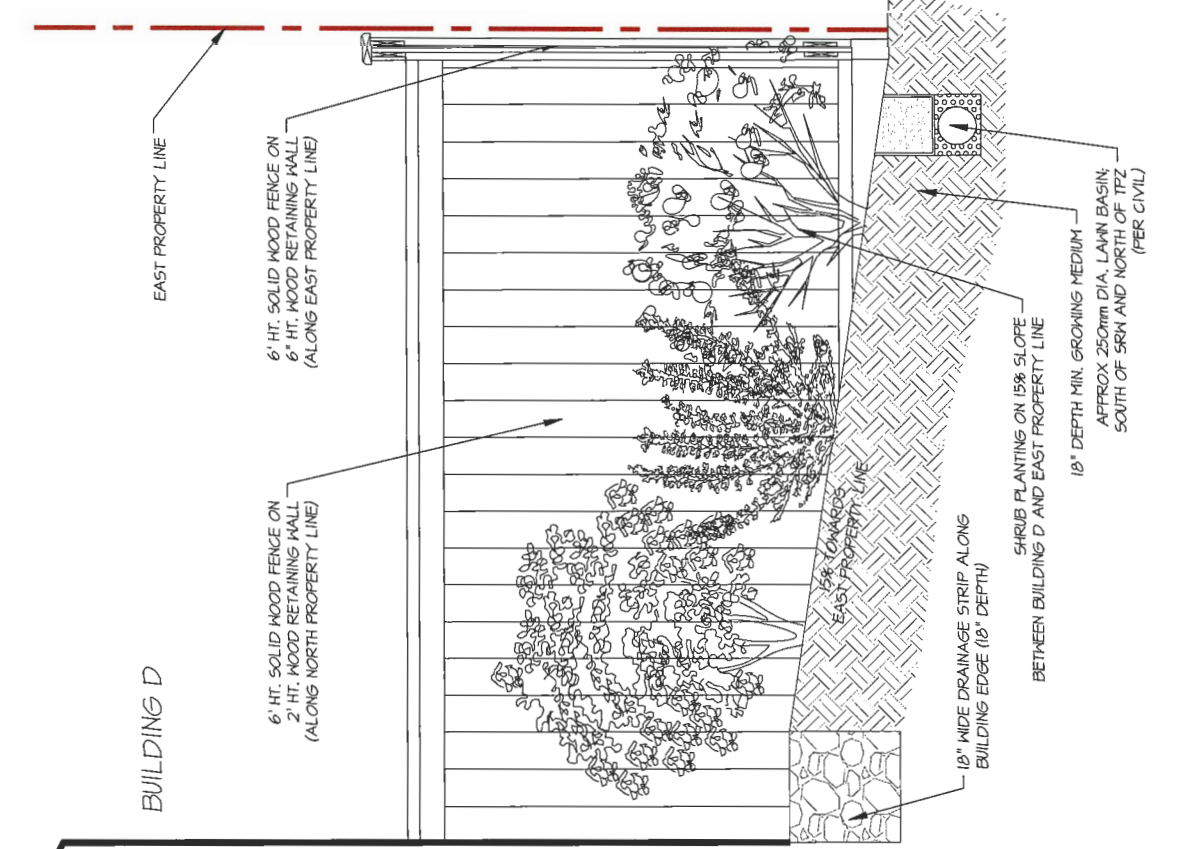 BUILDING D
6' HT. SOLID WOOD FENCE ON
2' HT. WOOD RETAINING WALL
(ALONG NORTH PROPERTY LINE)
6' HT. SOLID WOOD FENCE ON
6" HT. WOOD RETAINING WALL
(ALONG EAST PROPERTY LINE)
EAST PROPERTY LINE
15% TOWARDS
EAST PROPERTY LINE
18" WIDE DRAINAGE STRIP ALONG
BUILDING EDGE (18" DEPTH)
SHRUB PLANTING ON 15% SLOPE
BETWEEN BUILDING D AND EAST PROPERTY LINE
18" DEPTH MIN. GROWING MEDIUM
APPROX 250mm DIA. LAWN BASIN;
SOUTH OF SRW AND NORTH OF TPZ
(PER CIVIL)